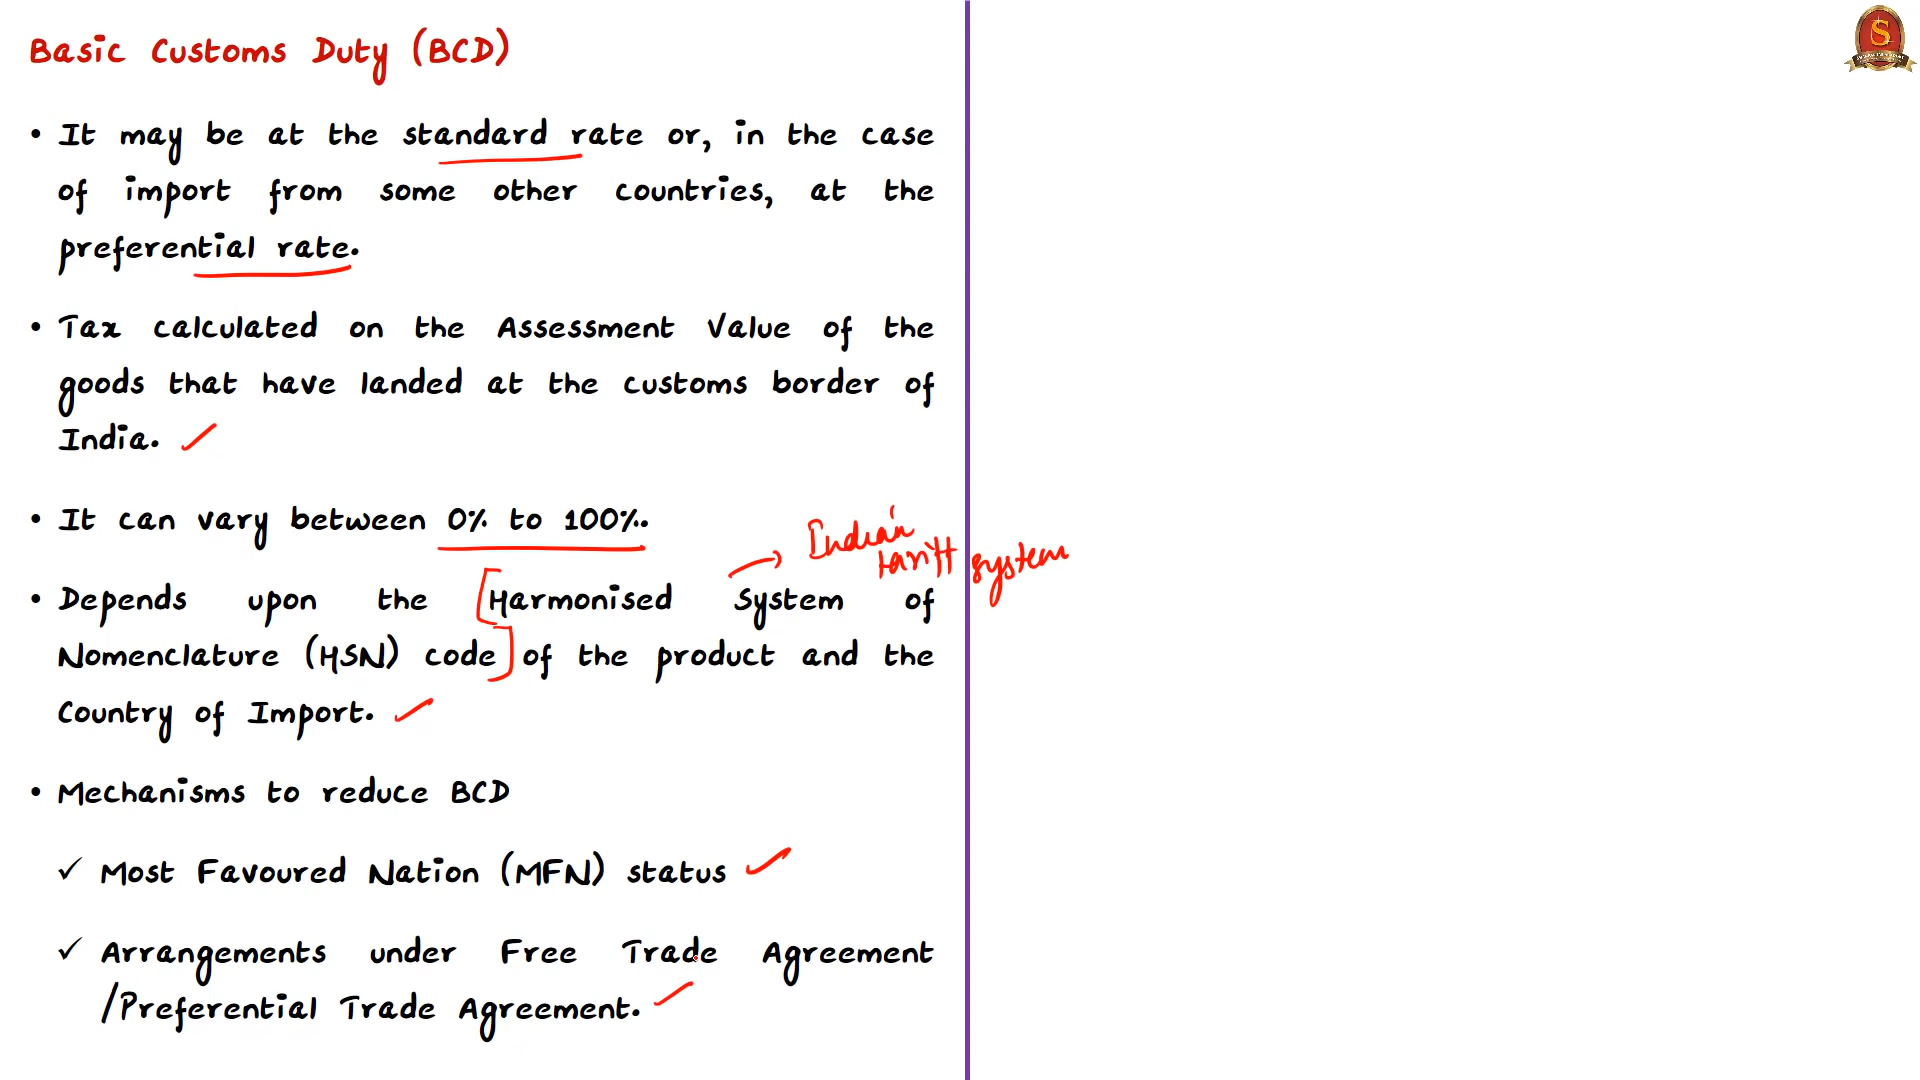 Basic Customs Duty (BCD)
• It may be at the standard rate or, in the case
of import from some other countries, at the
preferential rate.
• Tax calculated on the Assessment Value of the
goods that have landed at the customs border of
India.
• It can vary between 0% to 100%.
Indian
tariff system
• Depends upon the [Harmonised System of
Nomenclature (HSN) code] of the product and the
Country of Import.
• Mechanisms to reduce BCD
✓ Most Favoured Nation (MFN) status
✓ Arrangements under Free Trade Agreement
/Preferential Trade Agreement.
S